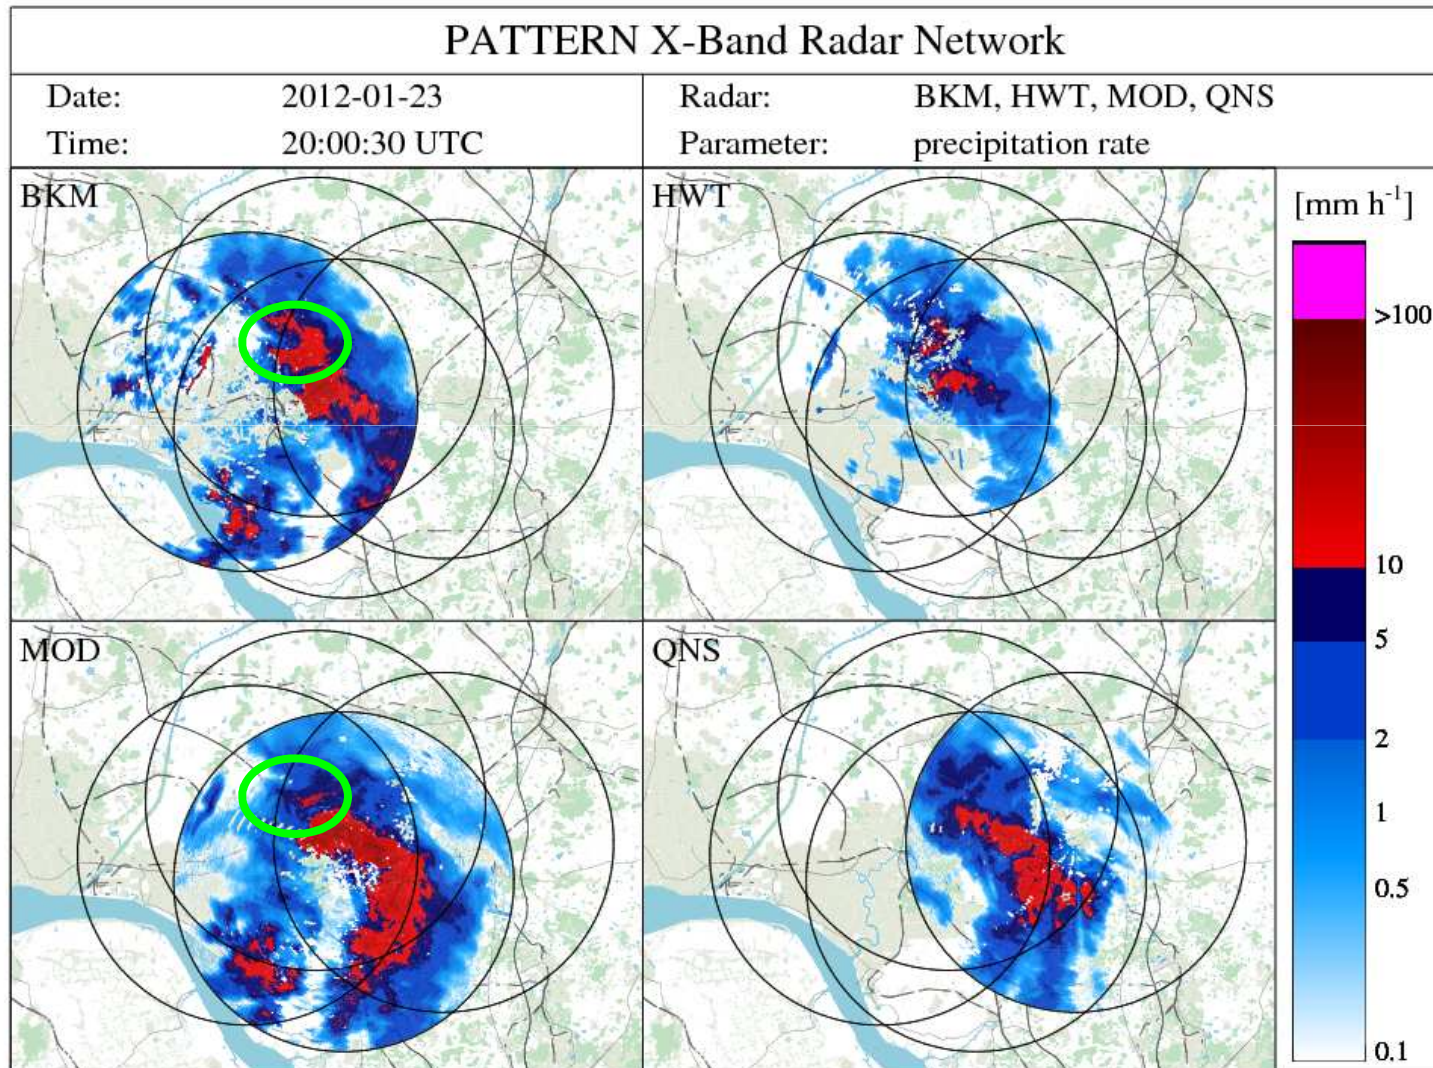 PATTERN X-Band Radar Network
Date: 2012-01-23 Radar: BKM, HWT, MOD, QNS
Time: 20:00:30 UTC Parameter: precipitation rate
BKM HWT
[mm h⁻¹]
>100
10
5
MOD QNS
2
1
0.5
0.1